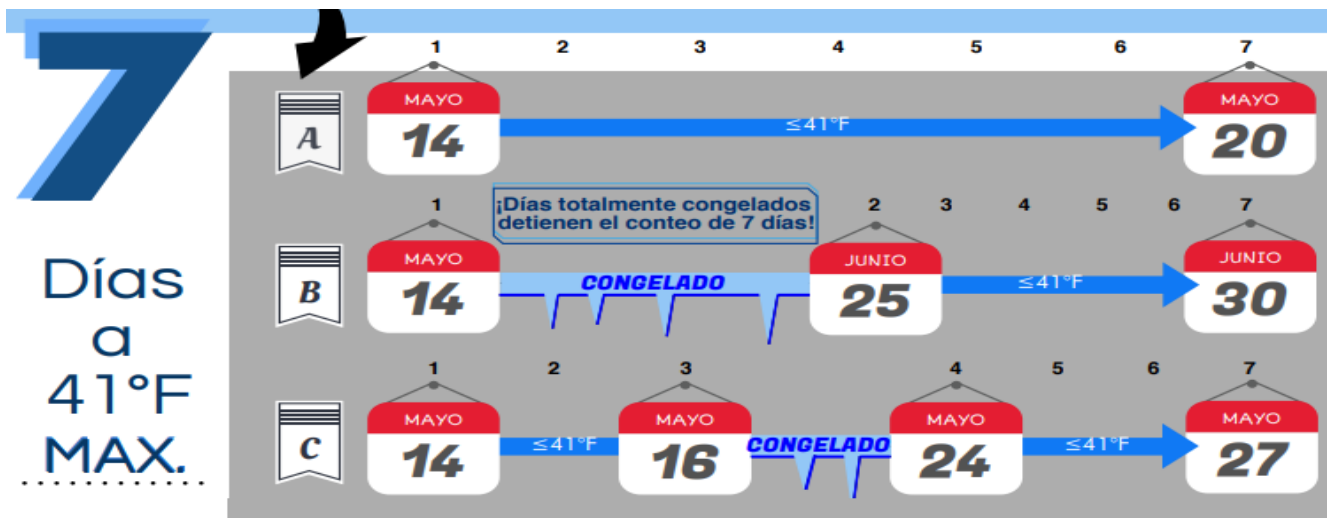 7
Días
a
41°F
MAX.
1 2 3 4 5 6 7
A
MAYO
14
≤41°F
MAYO
20
1 2 3 4 5 6 7
¡Días totalmente congelados
detienen el conteo de 7 días!
B
MAYO
14
CONGELADO
JUNIO
25
≤41°F
JUNIO
30
1 2 3 4 5 6 7
C
MAYO
14
≤41°F
MAYO
16
CONGELADO
MAYO
24
≤41°F
MAYO
27